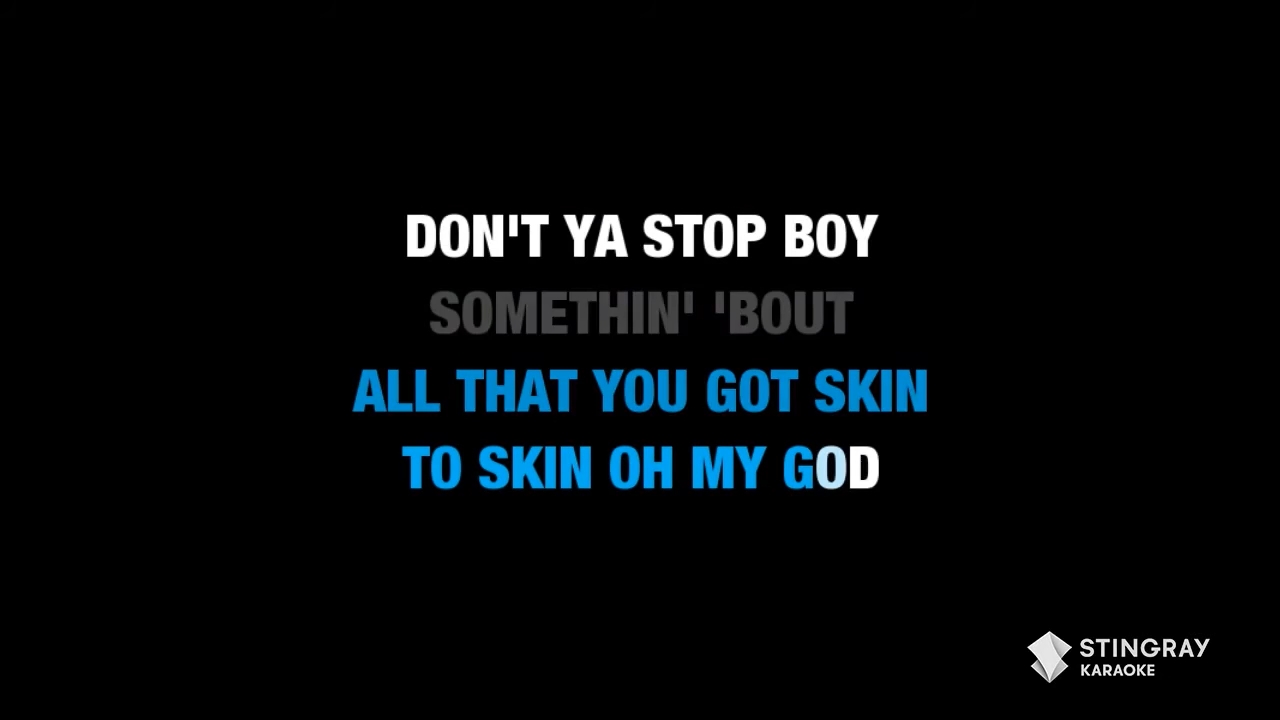 DON'T YA STOP BOY
SOMETHIN' 'BOUT
ALL THAT YOU GOT SKIN
TO SKIN OH MY GOD
STINGRAY
KARAOKE